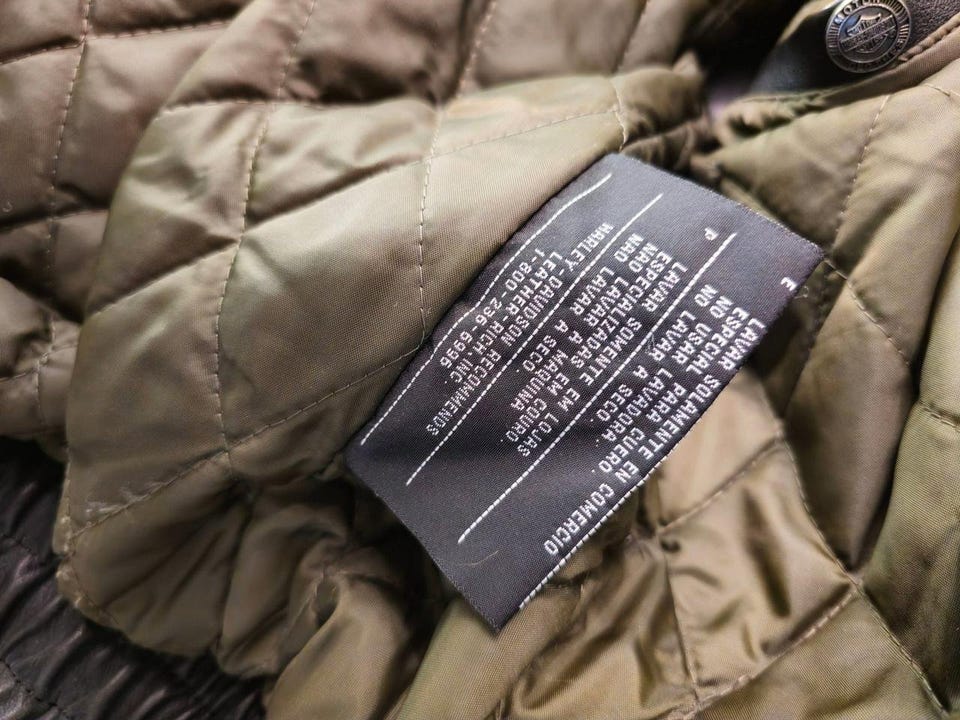 E
LAVAR SOLAMENTE EN COMERCIO
ESPECIAL PARA CUERO.
NO USAR LAVADORA.
NO LAVAR A SECO.
P
LAVAR SOMENTE EM LOJAS
ESPECIALIZADAS EM COURO.
NAO LAVAR A MAQUINA
NAO LAVAR A SECO
HARLEY DAVIDSON RECOMMENDS
LEATHER RICH,INC.
1-800-236-6996